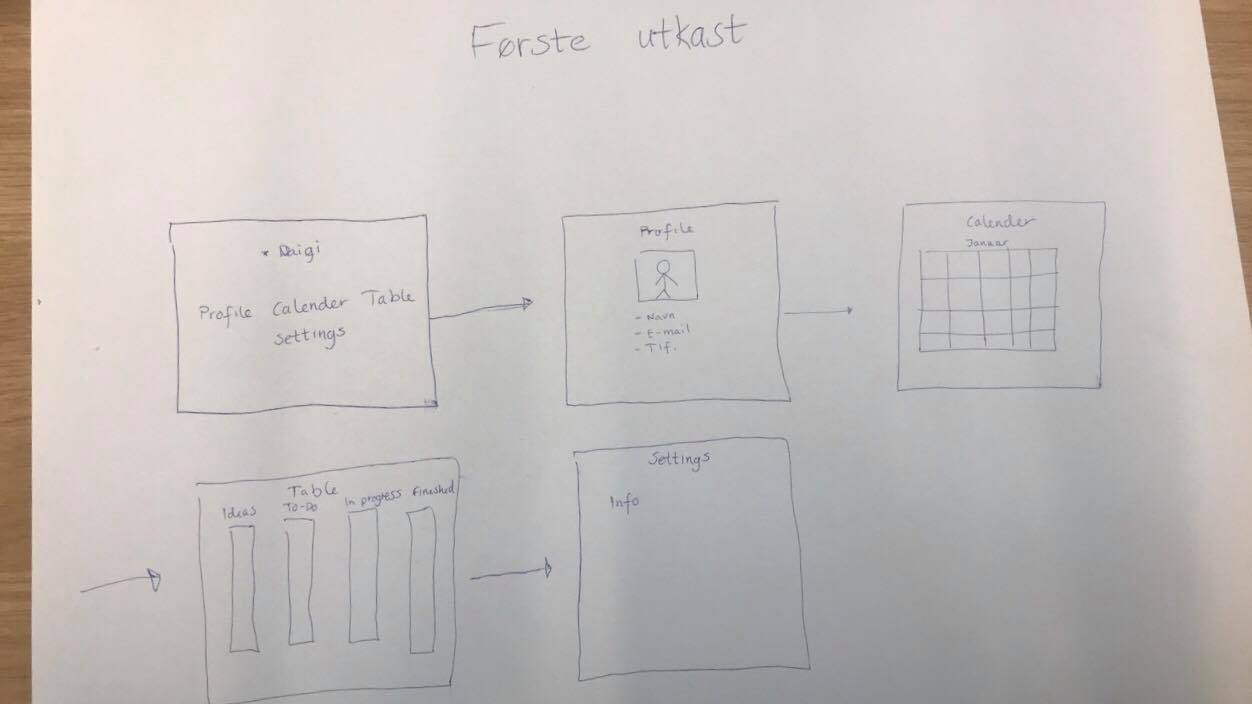 Første utkast
* Daigi
Profile Calender Table
settings
Profile
- Navn
- E-mail
- Tlf.
Calender
Januar
Table
Ideas To-Do In progress Finished
Settings
Info